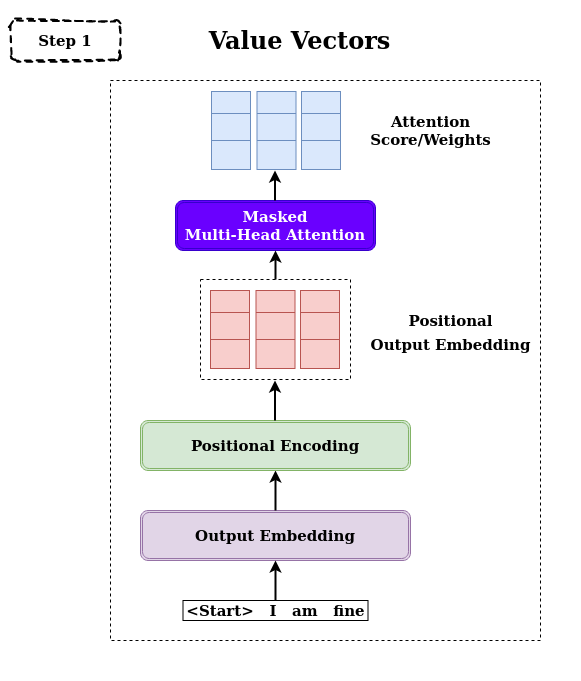 Step 1
Value Vectors
Attention
Score/Weights
Masked
Multi-Head Attention
Positional
Output Embedding
Positional Encoding
Output Embedding
<Start> I am fine